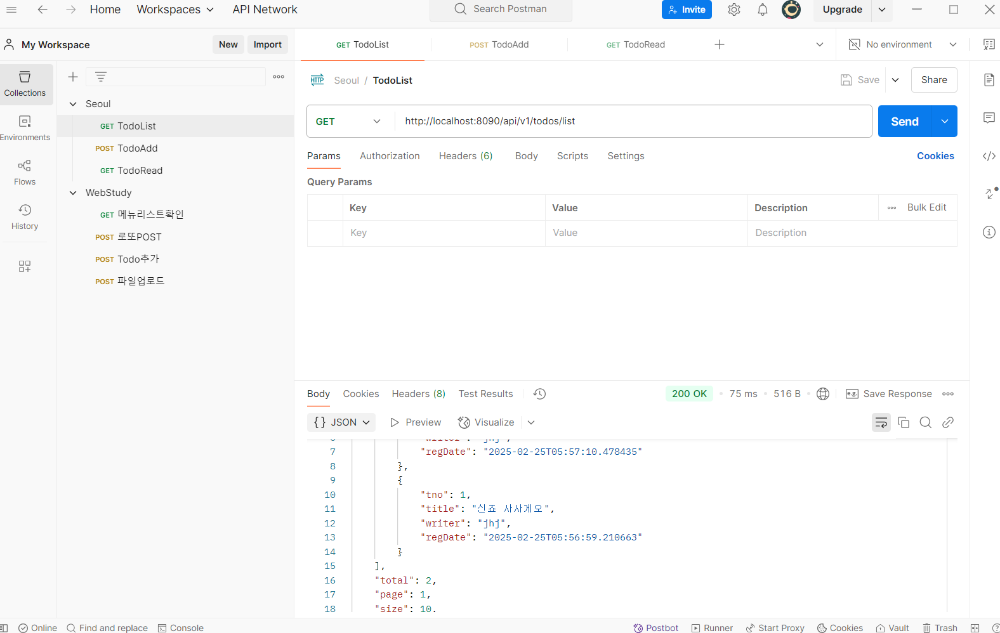 Home Workspaces API Network Search Postman Invite Upgrade
My Workspace New Import GET TodoList POST TodoAdd GET TodoRead No environment
Collections
Environments
Flows
History
Seoul
GET TodoList
POST TodoAdd
GET TodoRead
WebStudy
GET 메뉴리스트확인
POST 로또POST
POST Todo추가
POST 파일업로드
HTTP Seoul / TodoList Save Share
GET http://localhost:8090/api/v1/todos/list Send
Params Authorization Headers (6) Body Scripts Settings Cookies
Query Params
Key Value Description Bulk Edit
Key Value Description
Body Cookies Headers (8) Test Results 200 OK 75 ms 516 B e.g. Save Response
{} JSON Preview Visualize
6 "writer": "jhj",
7 "regDate": "2025-02-25T05:57:10.478435"
8 },
9 {
10 "tno": 1,
11 "title": "신죠 사사게오",
12 "writer": "jhj",
13 "regDate": "2025-02-25T05:56:59.210663"
14 }
15 ],
16 "total": 2,
17 "page": 1,
18 "size": 10,
Online Find and replace Console Postbot Runner Start Proxy Cookies Vault Trash